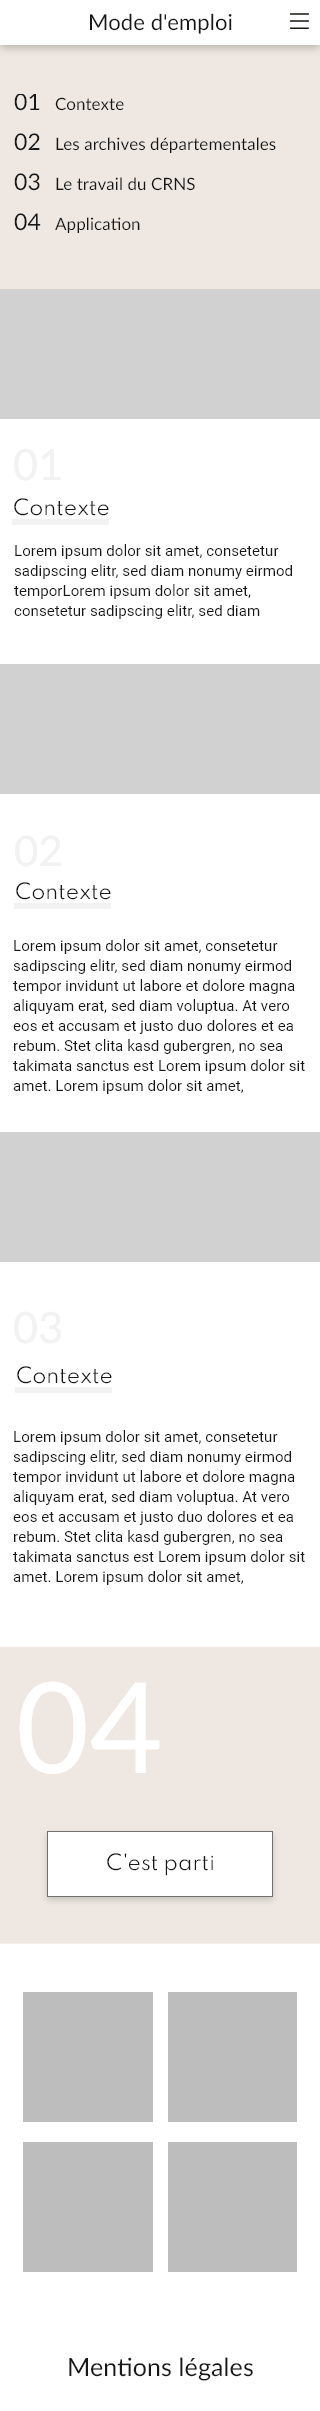 Mode d'emploi
01 Contexte
02 Les archives départementales
03 Le travail du CRNS
04 Application
01
Contexte
Lorem ipsum dolor sit amet, consetetur
sadipscing elitr, sed diam nonumy eirmod
temporLorem ipsum dolor sit amet,
consetetur sadipscing elitr, sed diam
02
Contexte
Lorem ipsum dolor sit amet, consetetur
sadipscing elitr, sed diam nonumy eirmod
tempor invidunt ut labore et dolore magna
aliquyam erat, sed diam voluptua. At vero
eos et accusam et justo duo dolores et ea
rebum. Stet clita kasd gubergren, no sea
takimata sanctus est Lorem ipsum dolor sit
amet. Lorem ipsum dolor sit amet,
03
Contexte
Lorem ipsum dolor sit amet, consetetur
sadipscing elitr, sed diam nonumy eirmod
tempor invidunt ut labore et dolore magna
aliquyam erat, sed diam voluptua. At vero
eos et accusam et justo duo dolores et ea
rebum. Stet clita kasd gubergren, no sea
takimata sanctus est Lorem ipsum dolor sit
amet. Lorem ipsum dolor sit amet,
04
C'est parti
Mentions légales